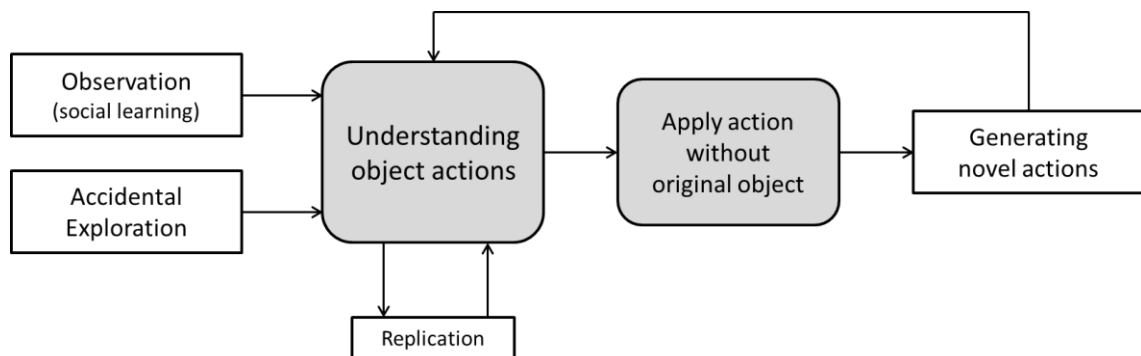 Observation
(social learning)
Accidental
Exploration
Understanding
object actions
Replication
Apply action
without
original object
Generating
novel actions